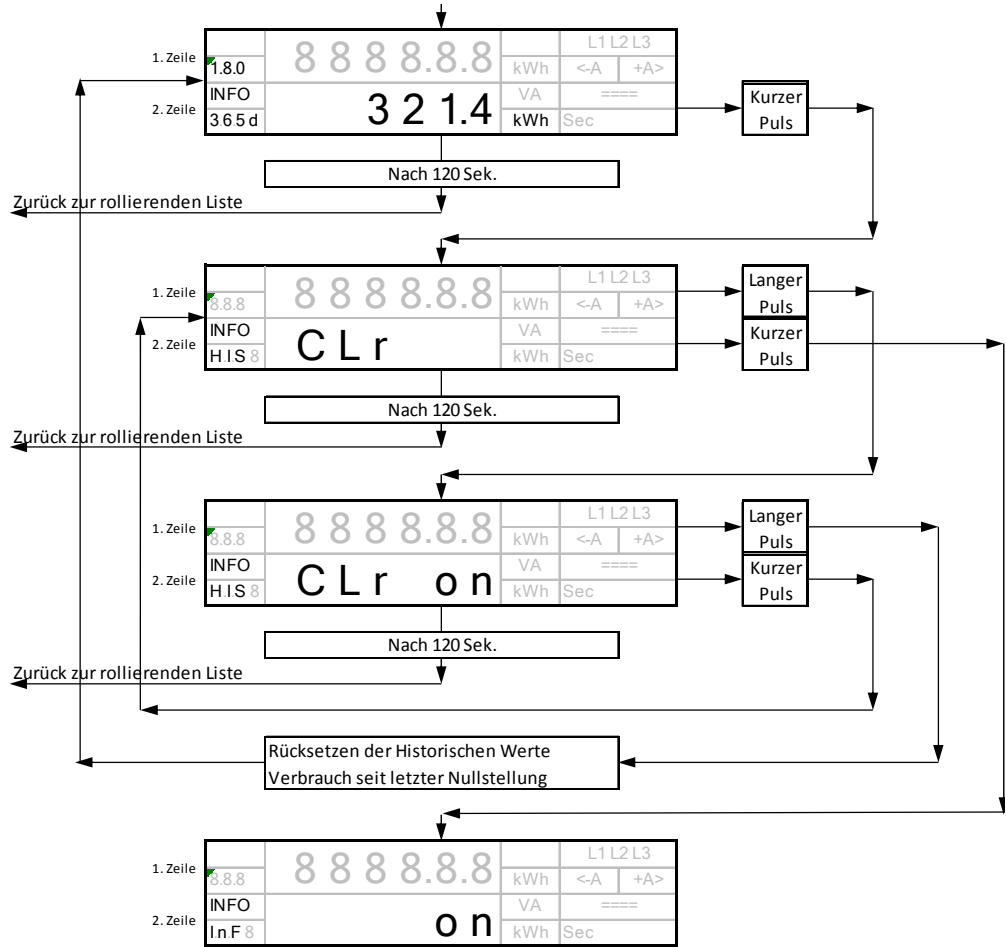 L1 L2 L3
1. Zeile 8 8 8 8.8.8
1.8.0 kWh <-A +A>
INFO VA ====
2. Zeile 3 2 1.4
3 6 5 d kWh Sec
Kurzer
Puls
Nach 120 Sek.
Zurück zur rollierenden Liste
L1 L2 L3
1. Zeile 8 8 8 8.8.8
8.8.8 kWh <-A +A>
Langer
Puls
INFO VA ====
2. Zeile C L r
H.I.S 8 kWh Sec
Kurzer
Puls
Nach 120 Sek.
Zurück zur rollierenden Liste
L1 L2 L3
1. Zeile 8 8 8 8.8.8
8.8.8 kWh <-A +A>
Langer
Puls
INFO VA ====
2. Zeile C L r o n
H.I.S 8 kWh Sec
Kurzer
Puls
Nach 120 Sek.
Zurück zur rollierenden Liste
Rücksetzen der Historischen Werte
Verbrauch seit letzter Nullstellung
L1 L2 L3
1. Zeile 8 8 8 8.8.8
8.8.8 kWh <-A +A>
INFO VA ====
2. Zeile o n
I.n.F 8 kWh Sec